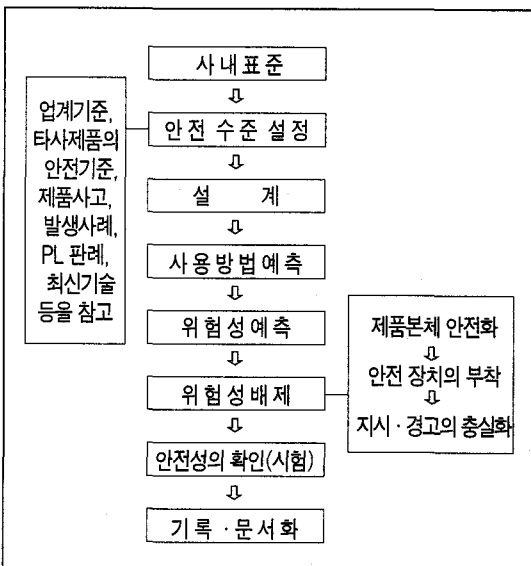 사내표준
업계기준,
타사제품의
안전기준,
제품사고,
발생사례,
PL 판례,
최신기술
등을 참고
안전 수준 설정
설 계
사용방법예측
위험성예측
위험성배제
제품본체 안전화
안전 장치의 부착
지시·경고의 충실화
안전성의 확인(시험)
기록·문서화